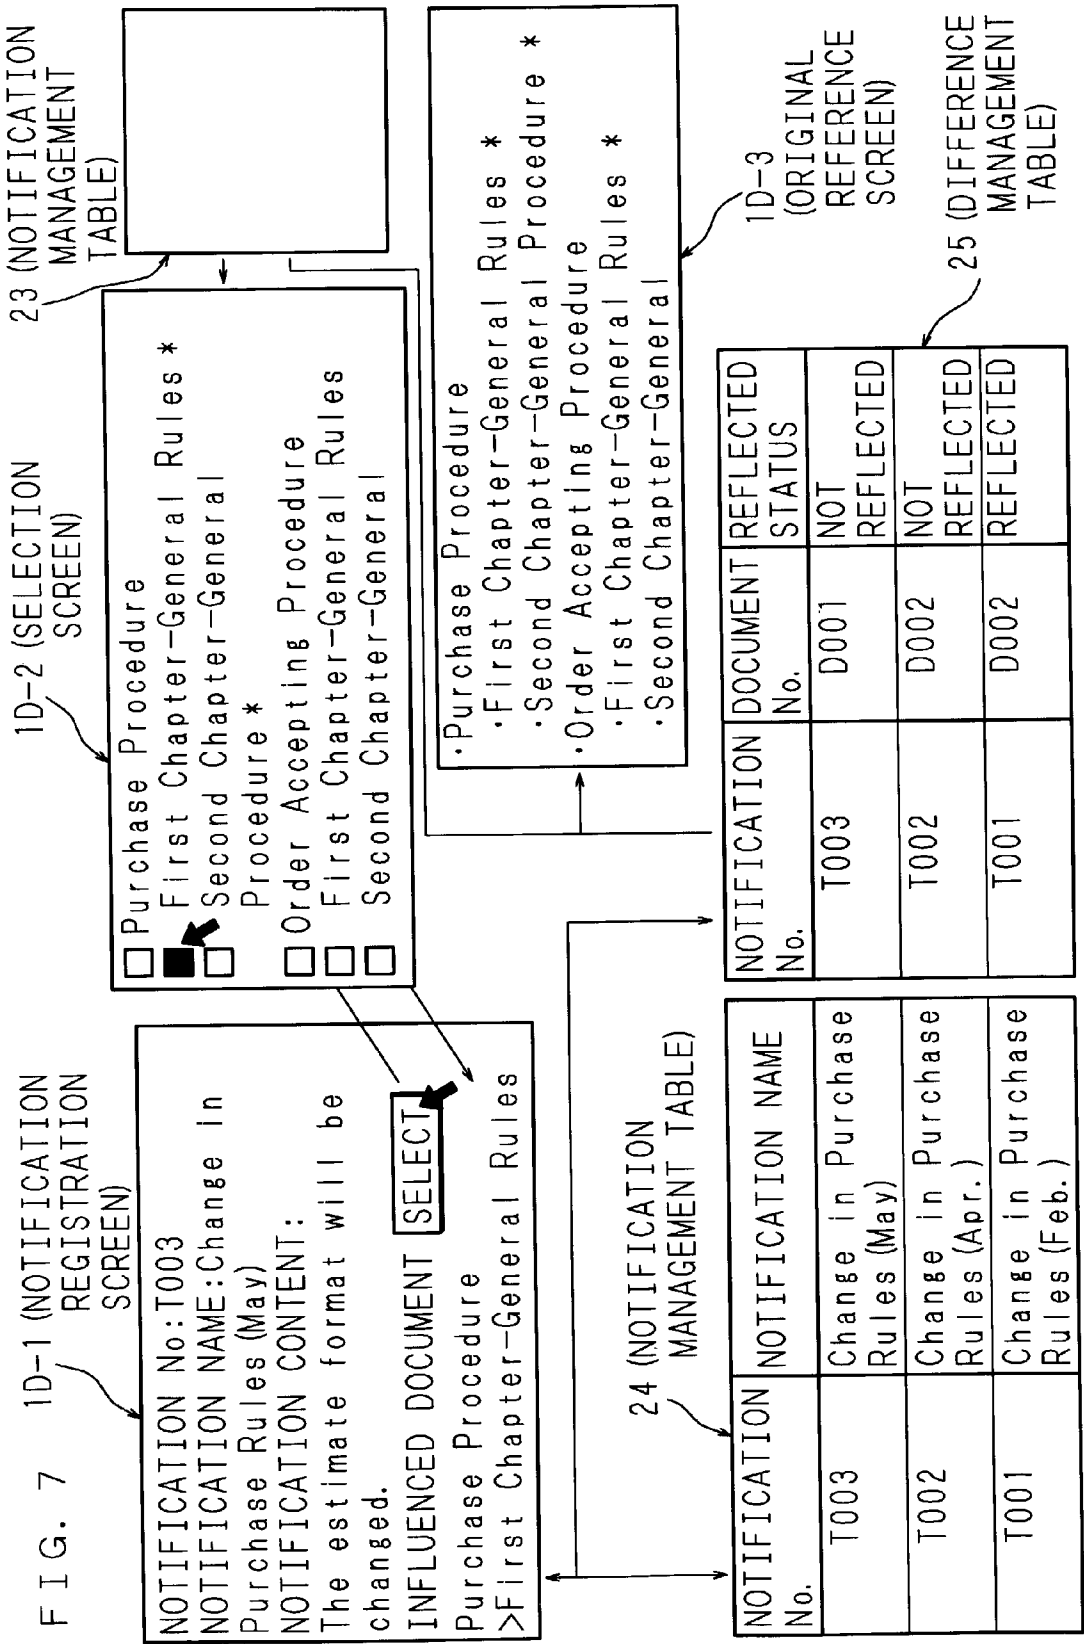 F I G. 7
1D-1 (NOTIFICATION
REGISTRATION
SCREEN)
NOTIFICATION No:T003
NOTIFICATION NAME:Change in
Purchase Rules (May)
NOTIFICATION CONTENT:
The estimate format will be
changed.
INFLUENCED DOCUMENT SELECT
Purchase Procedure
>First Chapter-General Rules
1D-2 (SELECTION
SCREEN)
Purchase Procedure
First Chapter-General Rules *
Second Chapter-General
Procedure *
Order Accepting Procedure
First Chapter-General Rules
Second Chapter-General
23 (NOTIFICATION
MANAGEMENT
TABLE)
·Purchase Procedure
·First Chapter-General Rules *
·Second Chapter-General Procedure *
·Order Accepting Procedure
·First Chapter-General Rules *
·Second Chapter-General
1D-3
(ORIGINAL
REFERENCE
SCREEN)
24 (NOTIFICATION
MANAGEMENT TABLE)
NOTIFICATION No. NOTIFICATION NAME
T003 Change in Purchase Rules (May)
T002 Change in Purchase Rules (Apr.)
T001 Change in Purchase Rules (Feb.)
25 (DIFFERENCE
MANAGEMENT
TABLE)
NOTIFICATION No. DOCUMENT No. REFLECTED STATUS
T003 D001 NOT REFLECTED
T002 D002 NOT REFLECTED
T001 D002 REFLECTED